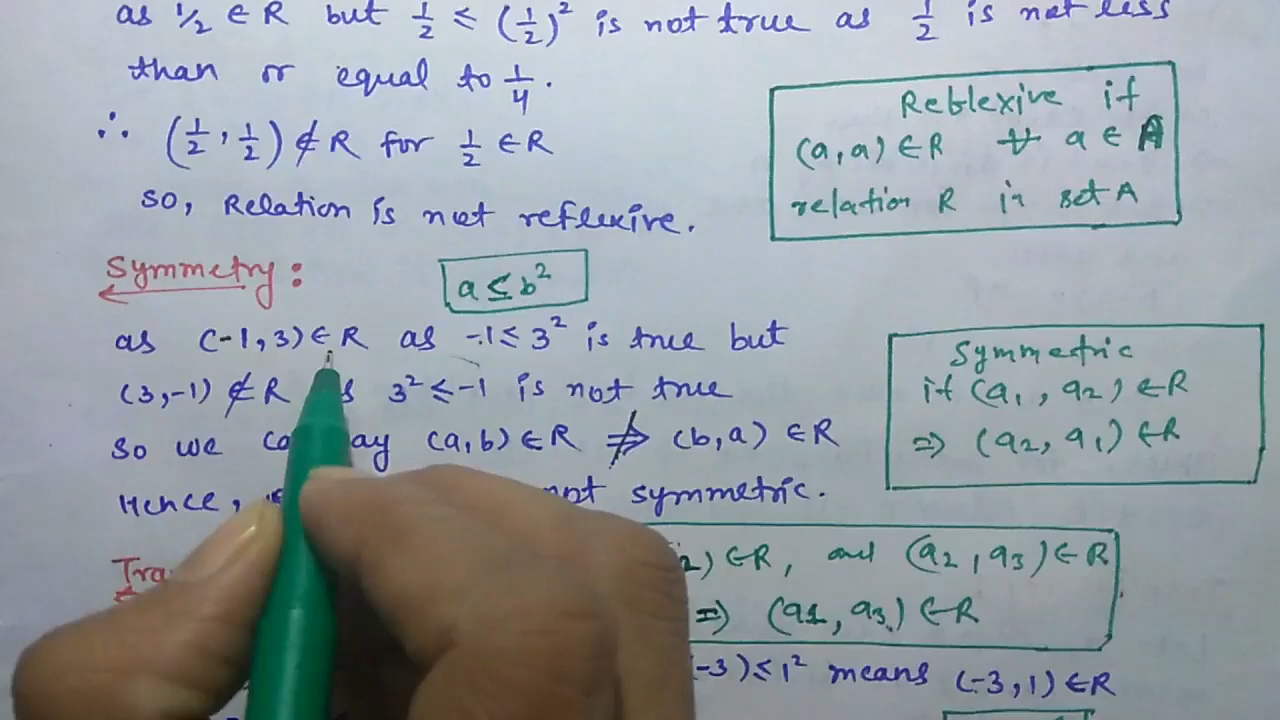 as 1/2 ∈ R but 1/2 ≤ (1/2)² is not true as 1/2 is not less
than or equal to 1/4.
∴ (1/2, 1/2) ∉ R for 1/2 ∈ R
so, Relation is not reflexive.
Reflexive if
(a, a) ∈ R ∀ a ∈ A
relation R in set A
Symmetry:
a ≤ b²
as (-1, 3) ∈ R as -1 ≤ 3² is true but
(3, -1) ∉ R 3² ≤ -1 is not true
So we (a, b) ∈ R ⇏ (b, a) ∈ R
Hence, not symmetric.
Symmetric
if (a₁, a₂) ∈ R
⇒ (a₂, a₁) ∈ R
∈ R, and (a₂, a₃) ∈ R
⇒ (a1, a₃) ∈ R
(-3) ≤ 1² means (-3, 1) ∈ R